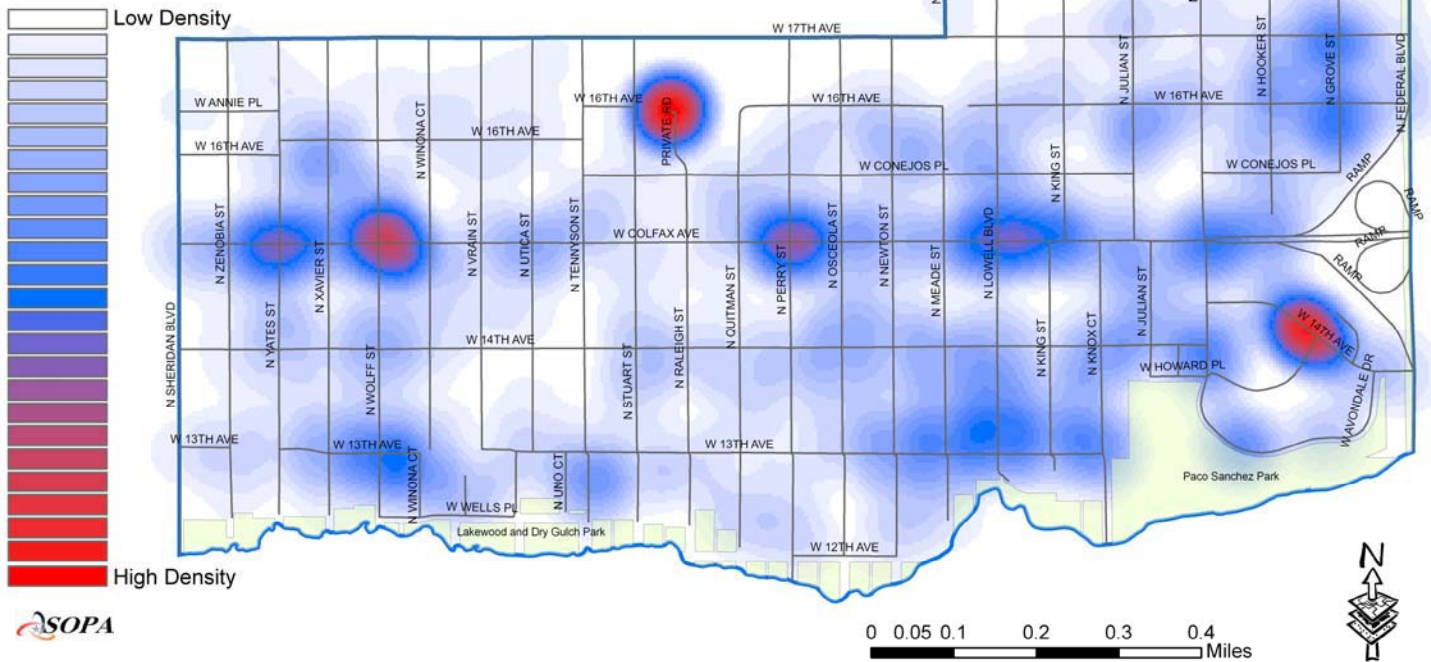 Low Density
High Density
SOPA
W 17TH AVE
W ANNIE PL
W 16TH AVE
W 16TH AVE
W 16TH AVE
W 16TH AVE
W 16TH AVE
W CONEJOS PL
W CONEJOS PL
W COLFAX AVE
W 14TH AVE
W 14TH AVE
W HOWARD PL
W 13TH AVE
W 13TH AVE
W 13TH AVE
W WELLS PL
W 12TH AVE
W AVONDALE DR
N SHERIDAN BLVD
N ZENOBIA ST
N YATES ST
N XAVIER ST
N WOLFF ST
N WINONA CT
N WINONA CT
N VRAIN ST
N UTICA ST
N UNO CT
N TENNYSON ST
N STUART ST
PRIVATE RD
N RALEIGH ST
N QUITMAN ST
N PERRY ST
N OSCEOLA ST
N NEWTON ST
N MEADE ST
N LOWELL BLVD
N KING ST
N KING ST
N KNOX CT
N JULIAN ST
N JULIAN ST
N HOOKER ST
N GROVE ST
N FEDERAL BLVD
RAMP
RAMP
RAMP
RAMP
Lakewood and Dry Gulch Park
Paco Sanchez Park
N
0 0.05 0.1 0.2 0.3 0.4
Miles